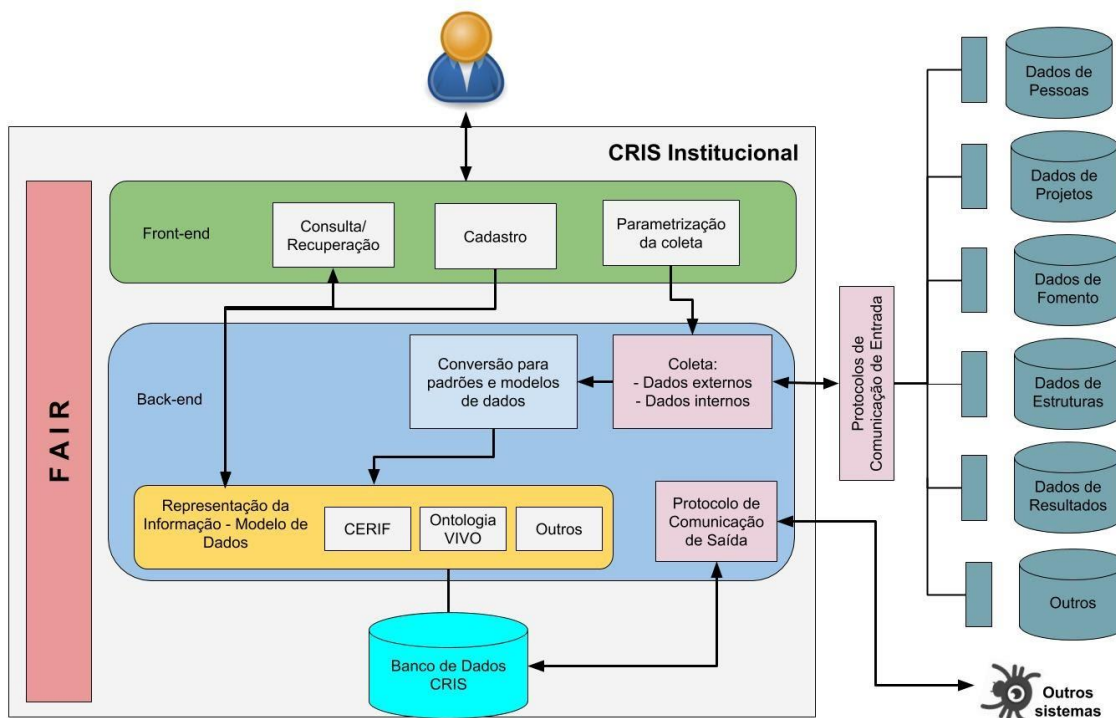 CRIS Institucional
FAIR
Front-end
Consulta/
Recuperação
Cadastro
Parametrização
da coleta
Back-end
Conversão para
padrões e modelos
de dados
Coleta:
- Dados externos
- Dados internos
Representação da
Informação - Modelo de
Dados
CERIF
Ontologia
VIVO
Outros
Protocolo de
Comunicação
de Saída
Banco de Dados
CRIS
Protocolos de
Comunicação de Entrada
Dados de
Pessoas
Dados de
Projetos
Dados de
Fomento
Dados de
Estruturas
Dados de
Resultados
Outros
Outros
sistemas